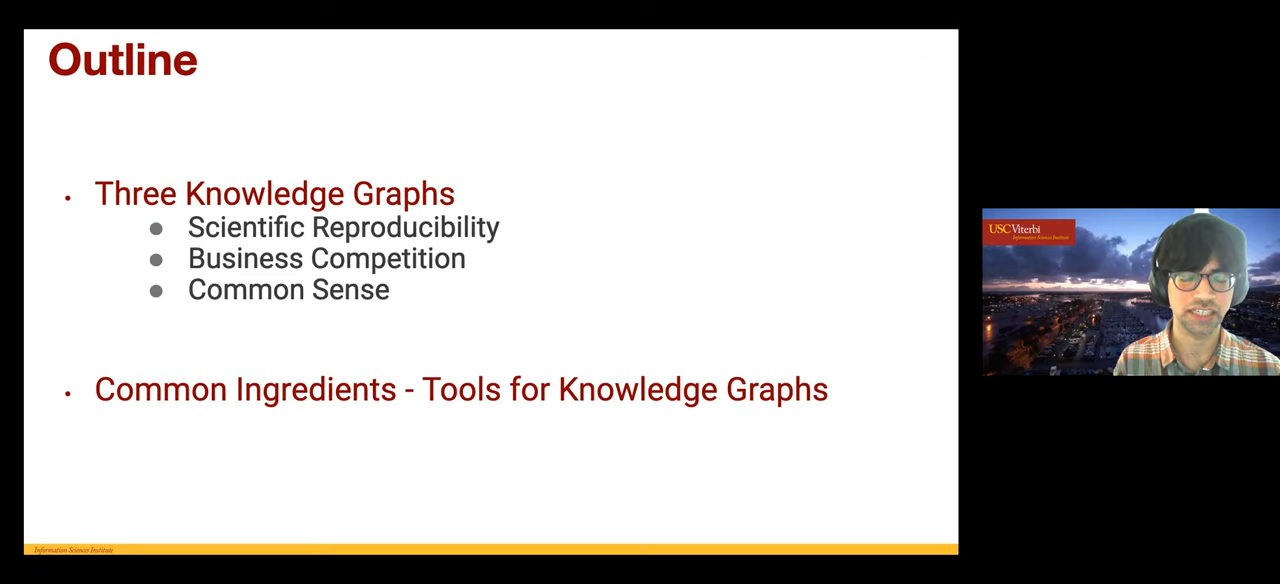 Outline
• Three Knowledge Graphs
● Scientific Reproducibility
● Business Competition
● Common Sense
• Common Ingredients - Tools for Knowledge Graphs
Information Sciences Institute
USC Viterbi
Information Sciences Institute